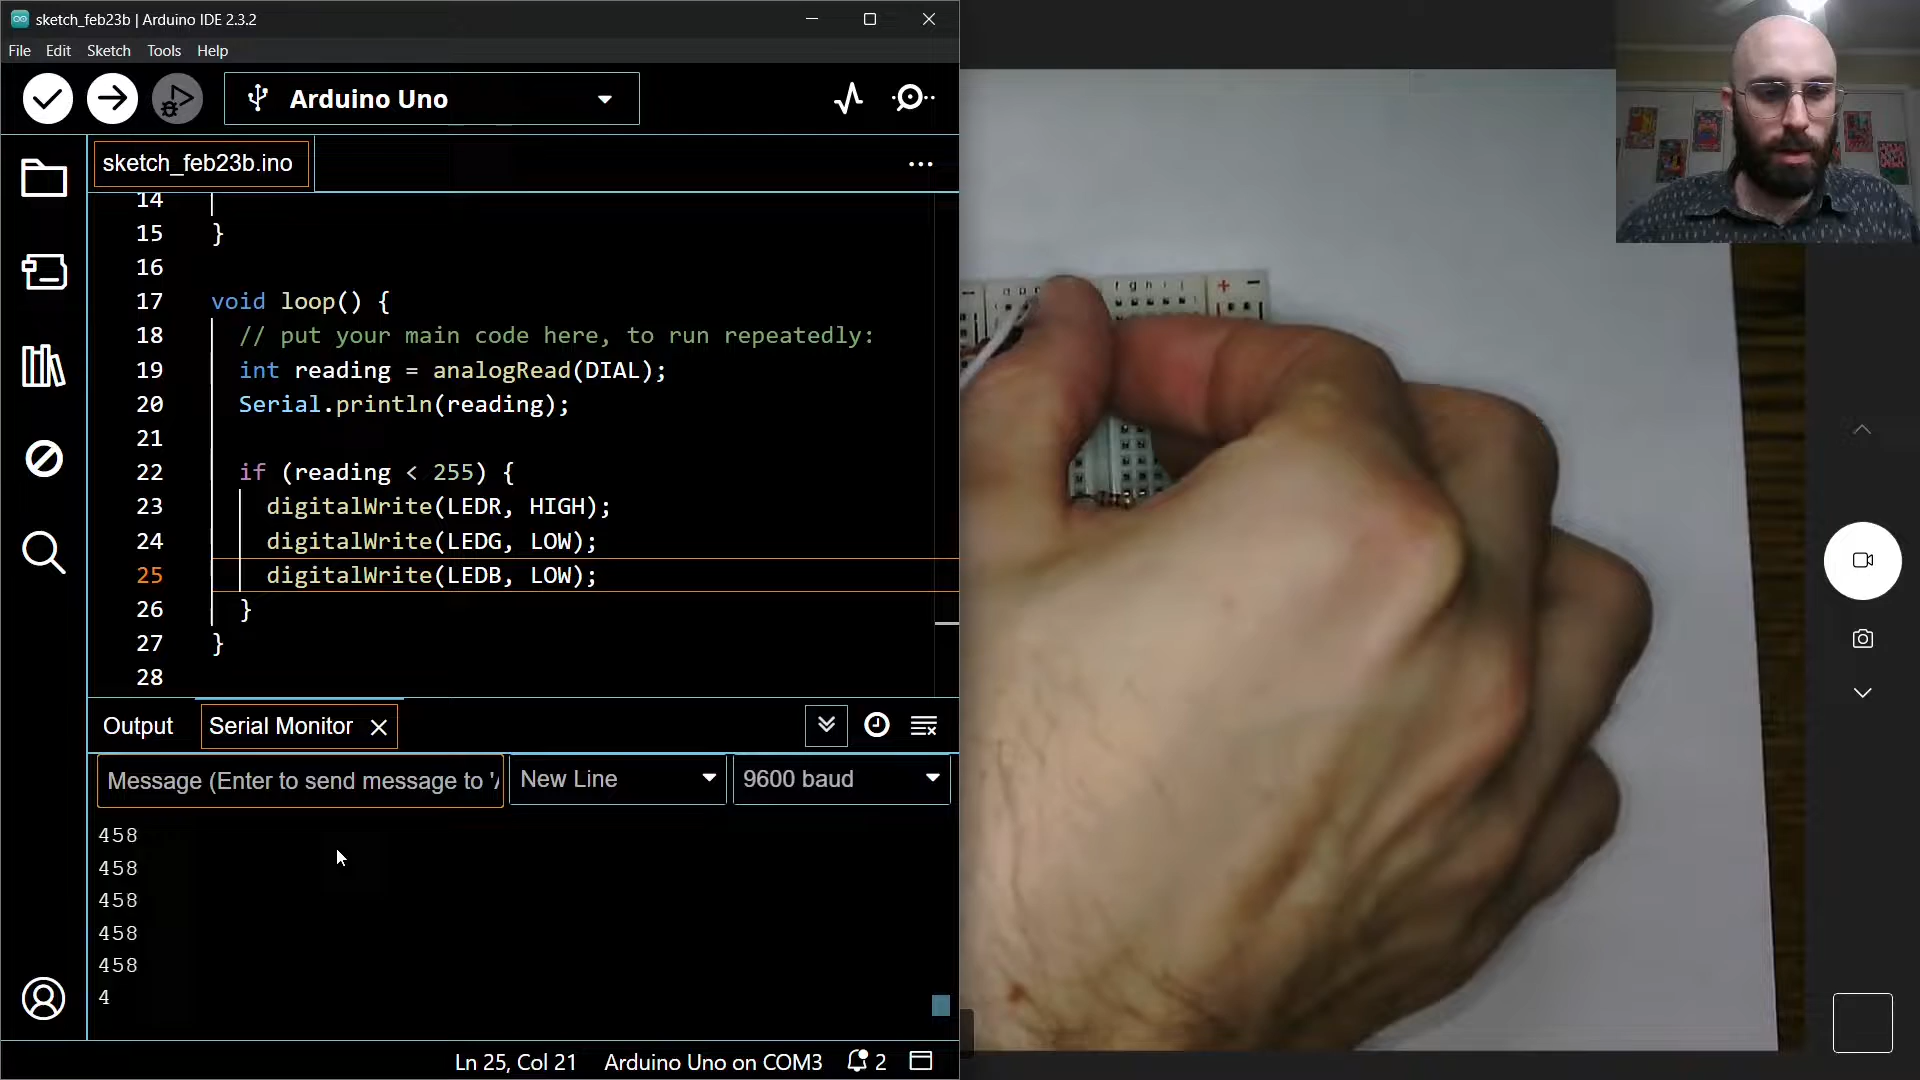 sketch_feb23b | Arduino IDE 2.3.2
File Edit Sketch Tools Help
Arduino Uno
sketch_feb23b.ino
14
15 }
16
17 void loop() {
18 // put your main code here, to run repeatedly:
19 int reading = analogRead(DIAL);
20 Serial.println(reading);
21
22 if (reading < 255) {
23 digitalWrite(LEDR, HIGH);
24 digitalWrite(LEDG, LOW);
25 digitalWrite(LEDB, LOW);
26 }
27 }
28
Output Serial Monitor
Message (Enter to send message to 'A New Line 9600 baud
458
458
458
458
458
4
Ln 25, Col 21 Arduino Uno on COM3 2
f g h i j + −